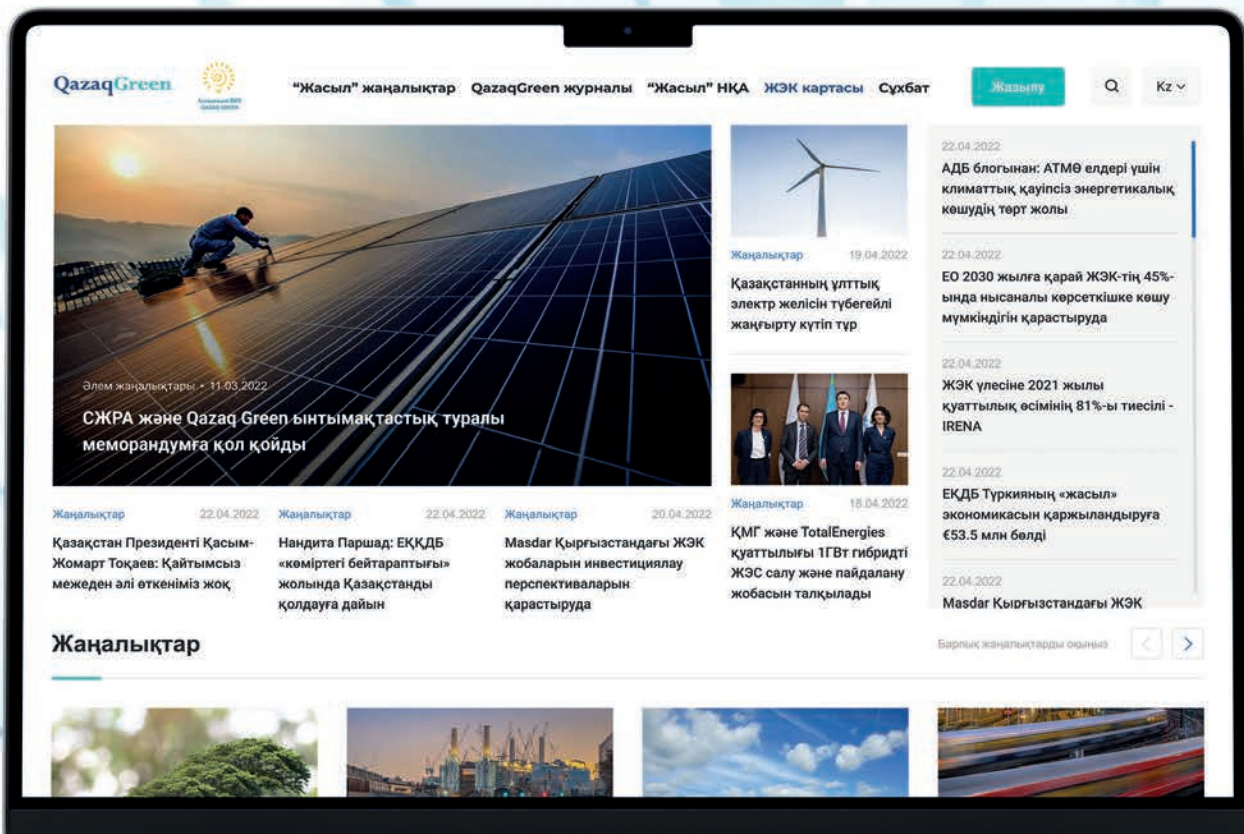 QazaqGreen
Ассоциация ВИЭ
QAZAQ GREEN
"Жасыл" жаңалықтар QazaqGreen журналы "Жасыл" НҚА ЖЭК картасы Сұхбат
Жазылу
Kz
Әлем жаңалықтары • 11.03.2022
СЖРА және Qazaq Green ынтымақтастық туралы
меморандумға қол қойды
Жаңалықтар 22.04.2022
Қазақстан Президенті Қасым-
Жомарт Тоқаев: Қайтымсыз
межеден әлі өткеніміз жоқ
Жаңалықтар 22.04.2022
Нандита Паршад: ЕҚҚДБ
«көміртегі бейтараптығы»
жолында Қазақстанды
қолдауға дайын
Жаңалықтар 20.04.2022
Masdar Қырғызстандағы ЖЭК
жобаларын инвестициялау
перспективаларын
қарастыруда
Жаңалықтар 19.04.2022
Қазақстанның ұлттық
электр желісін түбегейлі
жаңғырту күтіп тұр
Жаңалықтар 18.04.2022
ҚМГ және TotalEnergies
қуаттылығы 1ГВт гибридті
ЖЭС салу және пайдалану
жобасын талқылады
22.04.2022
АДБ блогынан: АТМӨ елдері үшін
климаттық қауіпсіз энергетикалық
көшудің төрт жолы
22.04.2022
ЕО 2030 жылға қарай ЖЭК-тің 45%-
ында нысаналы көрсеткішке көшу
мүмкіндігін қарастыруда
22.04.2022
ЖЭК үлесіне 2021 жылы
қуаттылық өсімінің 81%-ы тиесілі -
IRENA
22.04.2022
ЕҚДБ Түркияның «жасыл»
экономикасын қаржыландыруға
€53.5 млн бөлді
22.04.2022
Masdar Қырғызстандағы ЖЭК
Жаңалықтар
Барлық жаңалықтарды оқыңыз